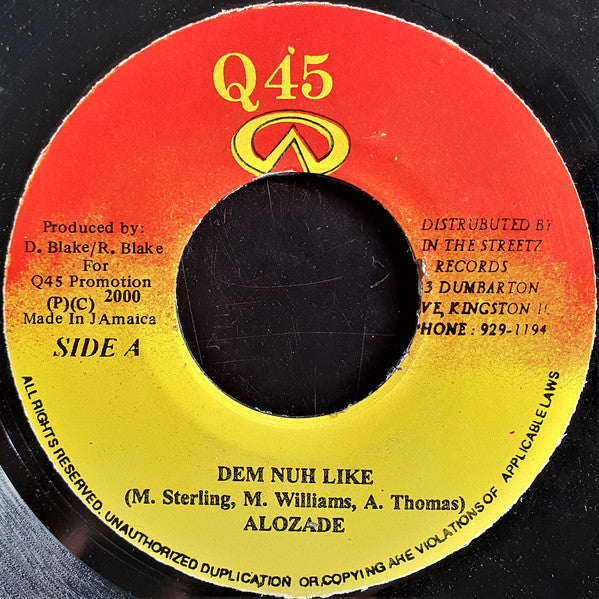 Q45
Produced by:
D. Blake/R. Blake
For
Q45 Promotion
(P)(C) 2000
Made In JAmaica
SIDE A
DISTRUBUTED BY
IN THE STREETZ
RECORDS
3 DUMBARTON
VE, KINGSTON
PHONE : 929-1194
DEM NUH LIKE
(M. Sterling, M. Williams, A. Thomas)
ALOZADE
ALL RIGHTS RESERVED. UNAUTHORIZED DUPLICATION OR COPYING ARE VIOLATIONS OF APPLICABLE LAWS